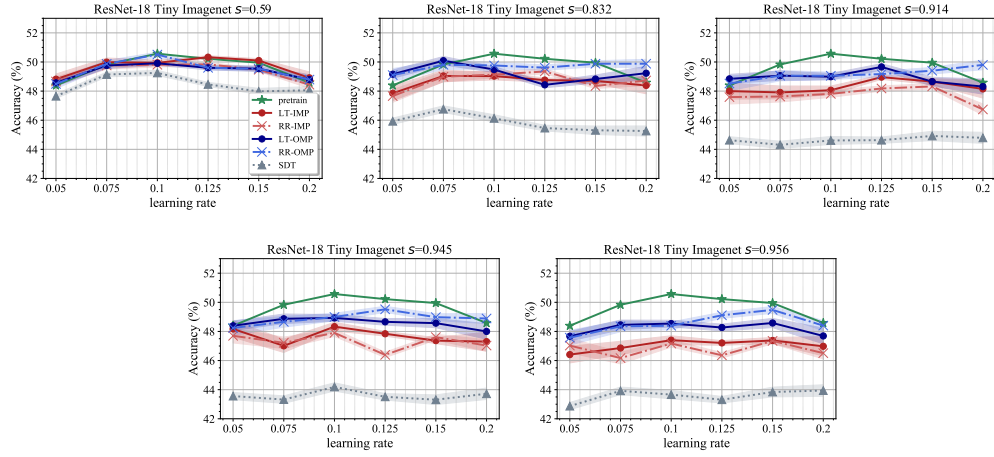 ResNet-18 Tiny Imagenet s=0.59
52
50
48
46
44
42
Accuracy (%)
pretrain
LT-IMP
RR-IMP
LT-OMP
RR-OMP
SDT
0.05 0.075 0.1 0.125 0.15 0.2
learning rate
ResNet-18 Tiny Imagenet s=0.832
52
50
48
46
44
42
Accuracy (%)
0.05 0.075 0.1 0.125 0.15 0.2
learning rate
ResNet-18 Tiny Imagenet s=0.914
52
50
48
46
44
42
Accuracy (%)
0.05 0.075 0.1 0.125 0.15 0.2
learning rate
ResNet-18 Tiny Imagenet s=0.945
52
50
48
46
44
42
Accuracy (%)
0.05 0.075 0.1 0.125 0.15 0.2
learning rate
ResNet-18 Tiny Imagenet s=0.956
52
50
48
46
44
42
Accuracy (%)
0.05 0.075 0.1 0.125 0.15 0.2
learning rate